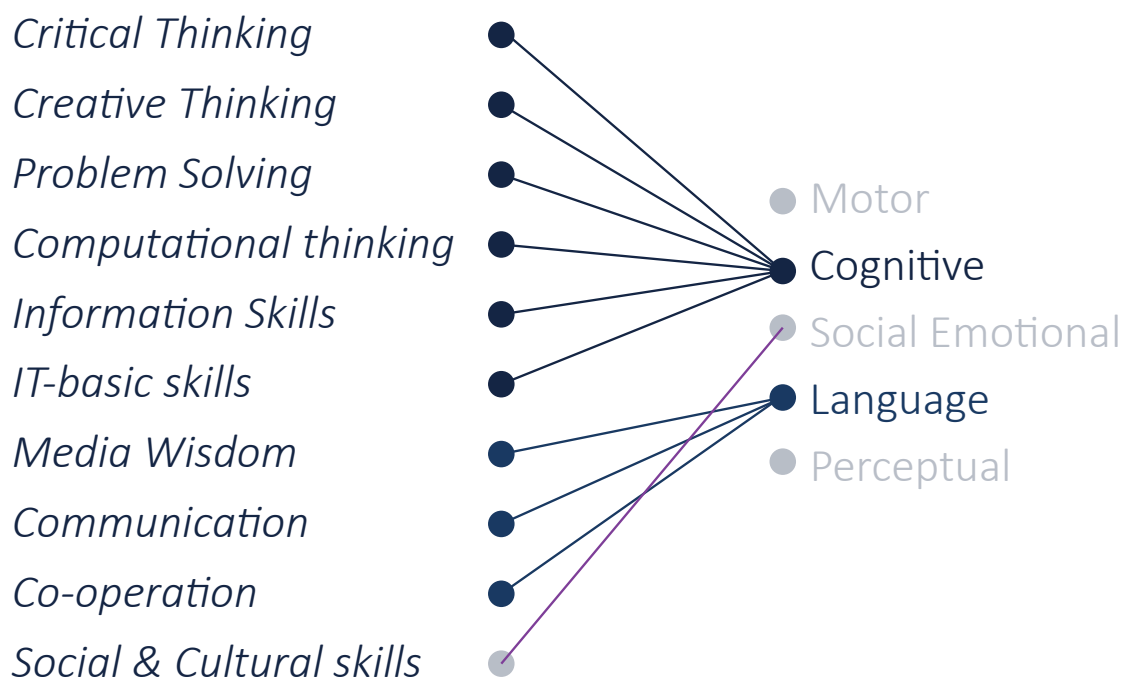 Critical Thinking
Creative Thinking
Problem Solving
Computational thinking
Information Skills
IT-basic skills
Media Wisdom
Communication
Co-operation
Social & Cultural skills
Motor
Cognitive
Social Emotional
Language
Perceptual